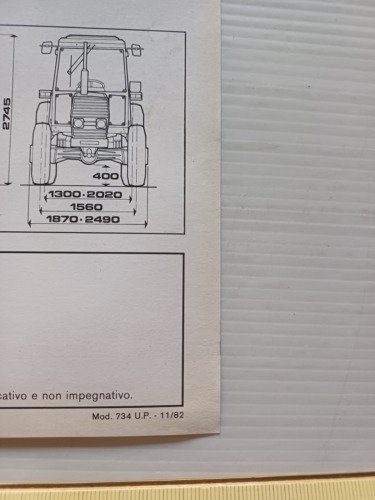 2745
400
1300-2020
1560
1870-2490
cativo e non impegnativo.
Mod. 734 U.P. - 11/82